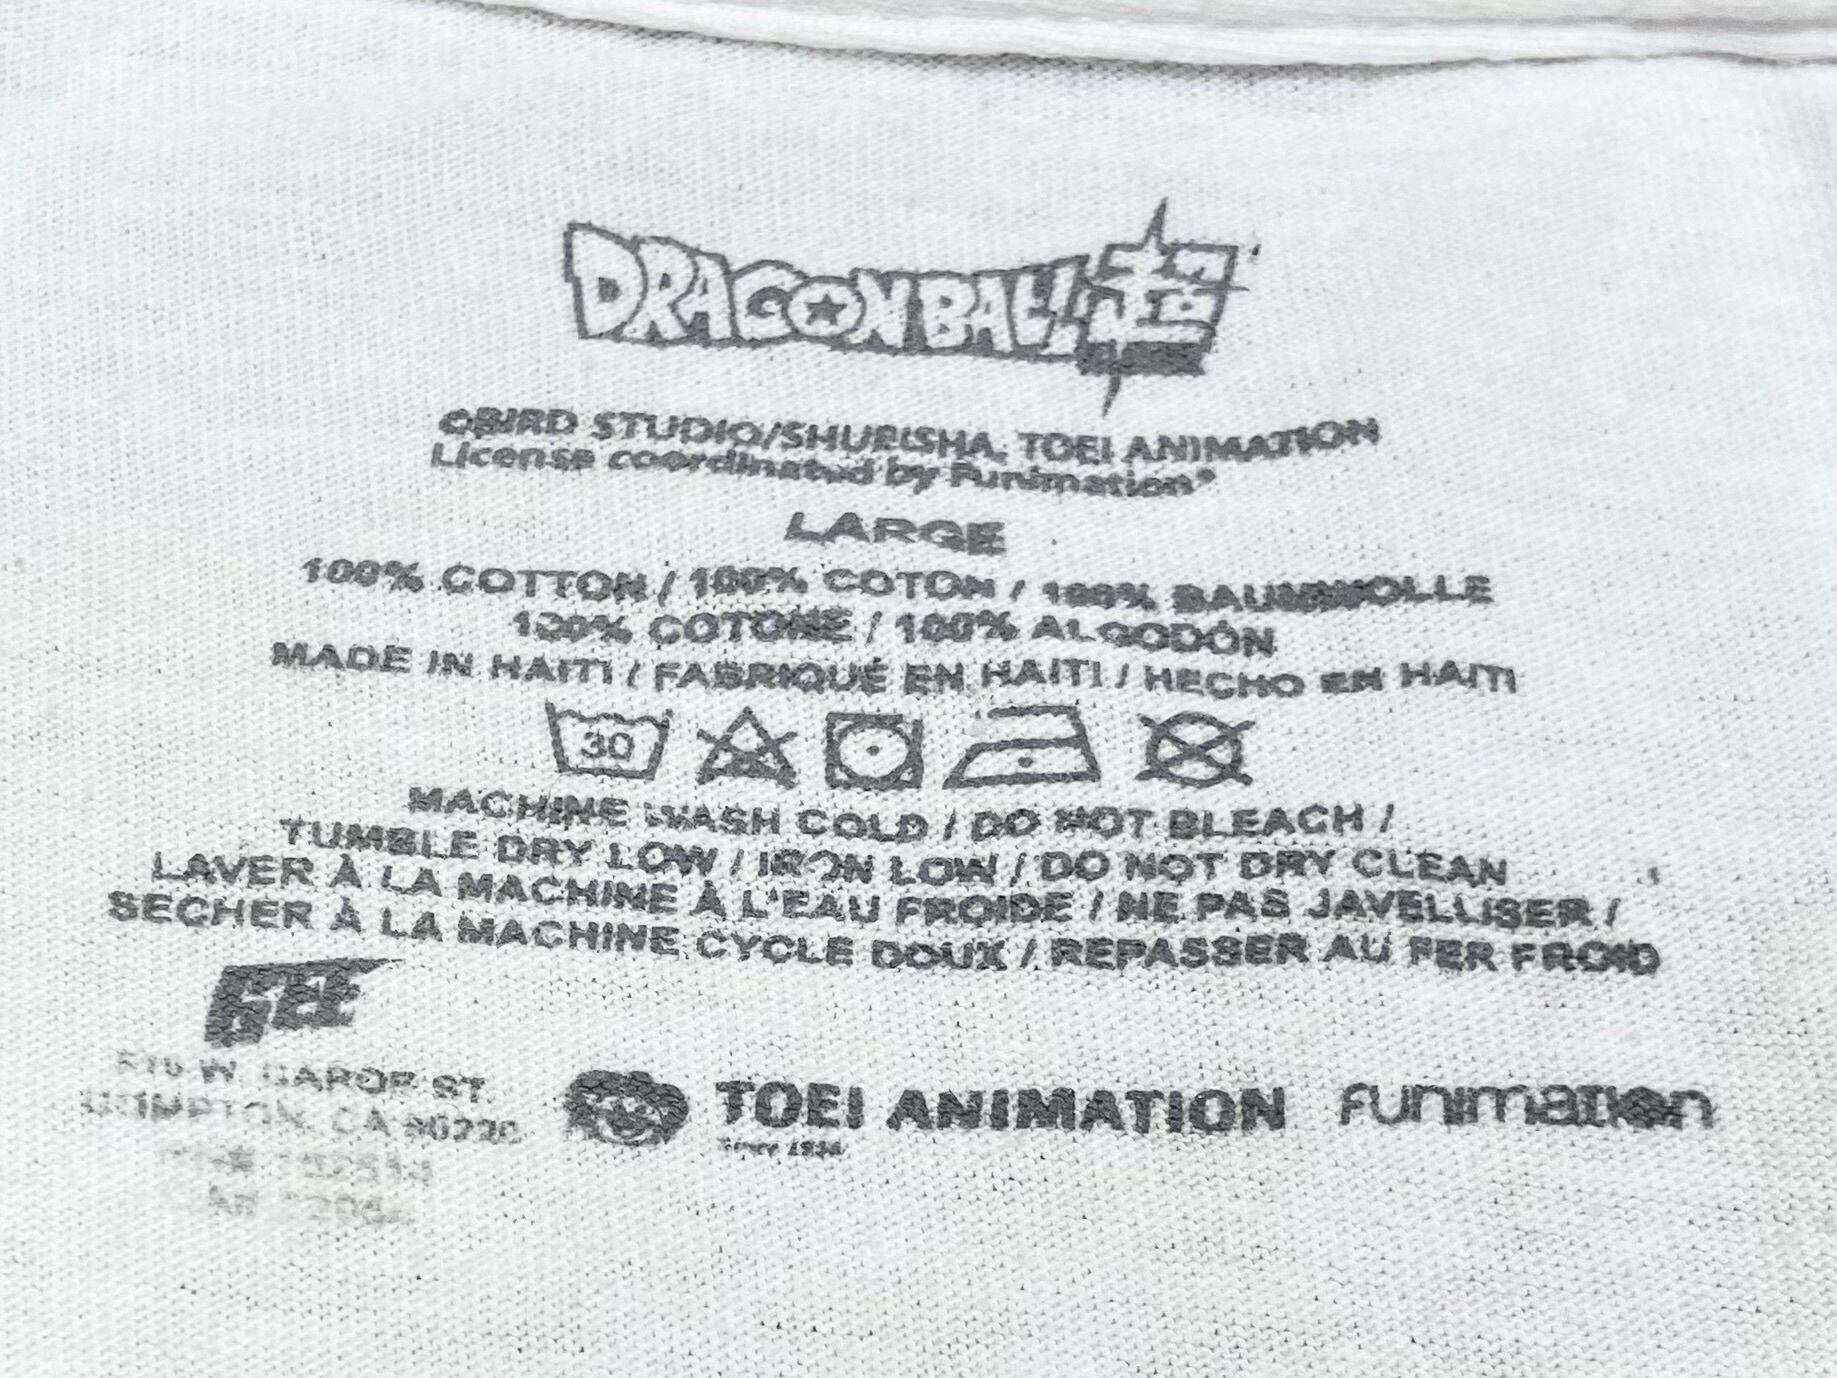 DRAGONBALL超
©BIRD STUDIO/SHUEISHA, TOEI ANIMATION
License coordinated by Funimation®
LARGE
100% COTTON / 100% COTON / 100% BAUMWOLLE
100% COTONE / 100% ALGODÓN
MADE IN HAITI / FABRIQUÉ EN HAITI / HECHO EN HAITI
30
MACHINE WASH COLD / DO NOT BLEACH /
TUMBLE DRY LOW / IRON LOW / DO NOT DRY CLEAN
LAVER À LA MACHINE À L'EAU FROIDE / NE PAS JAVELLISER /
SECHER À LA MACHINE CYCLE DOUX / REPASSER AU FER FROID
W. ST
COMPTON, CA 90220
TOEI ANIMATION
funimation